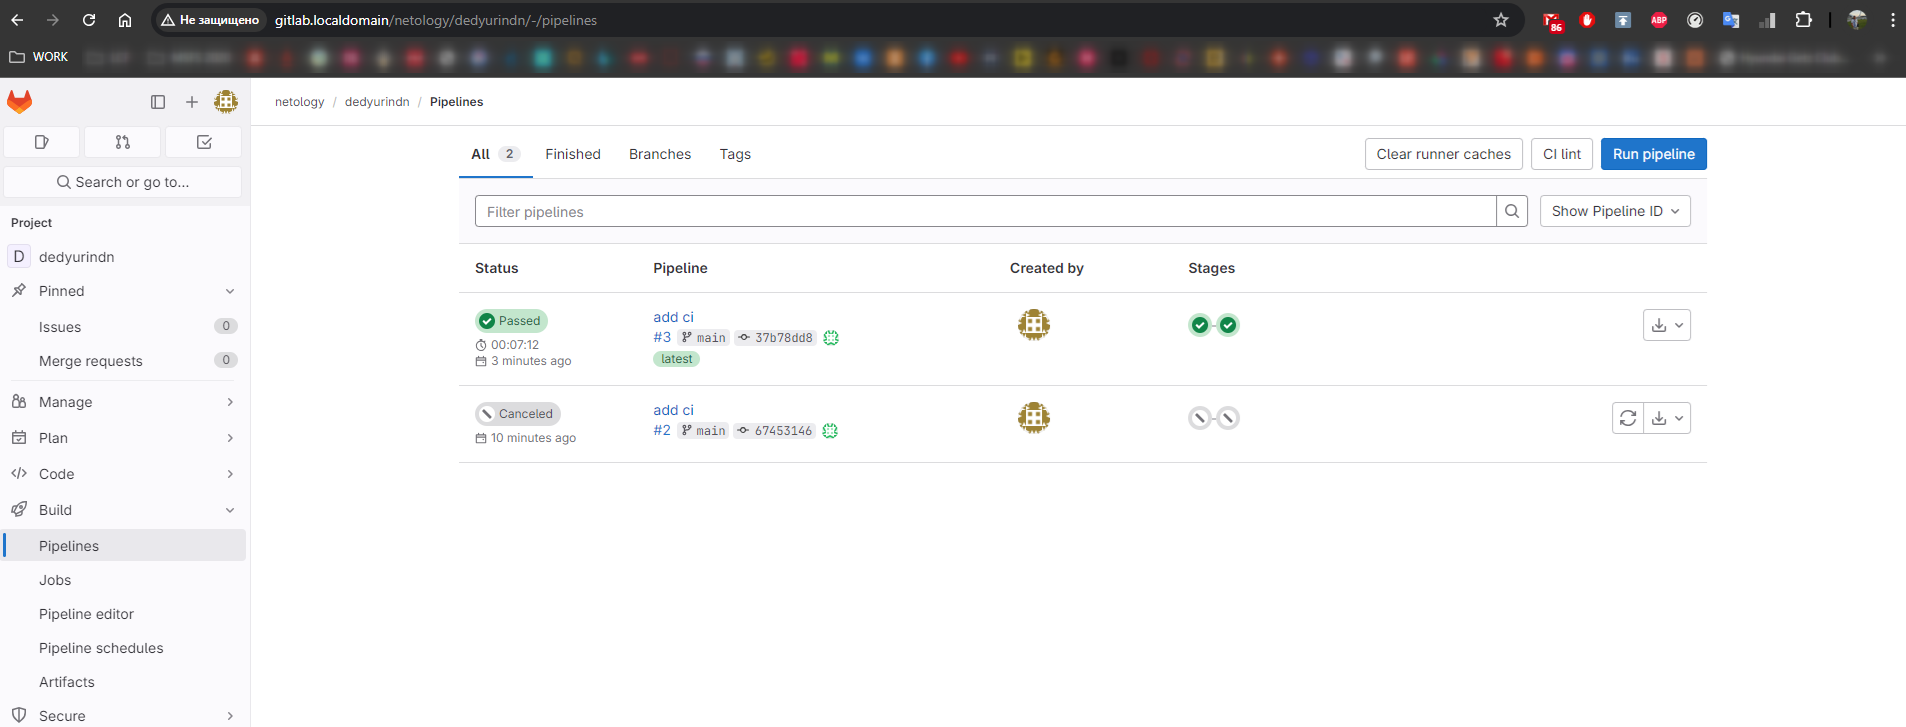 Не защищено gitlab.localdomain/netology/dedyurindn/-/pipelines
86
ABP
WORK
netology / dedyurindn / Pipelines
Search or go to...
Project
D dedyurindn
Pinned
Issues 0
Merge requests 0
Manage
Plan
Code
Build
Pipelines
Jobs
Pipeline editor
Pipeline schedules
Artifacts
Secure
All 2 Finished Branches Tags
Clear runner caches CI lint Run pipeline
Filter pipelines Show Pipeline ID
Status Pipeline Created by Stages
Passed
00:07:12
3 minutes ago
add ci
#3 main 37b78dd8
latest
Canceled
10 minutes ago
add ci
#2 main 67453146